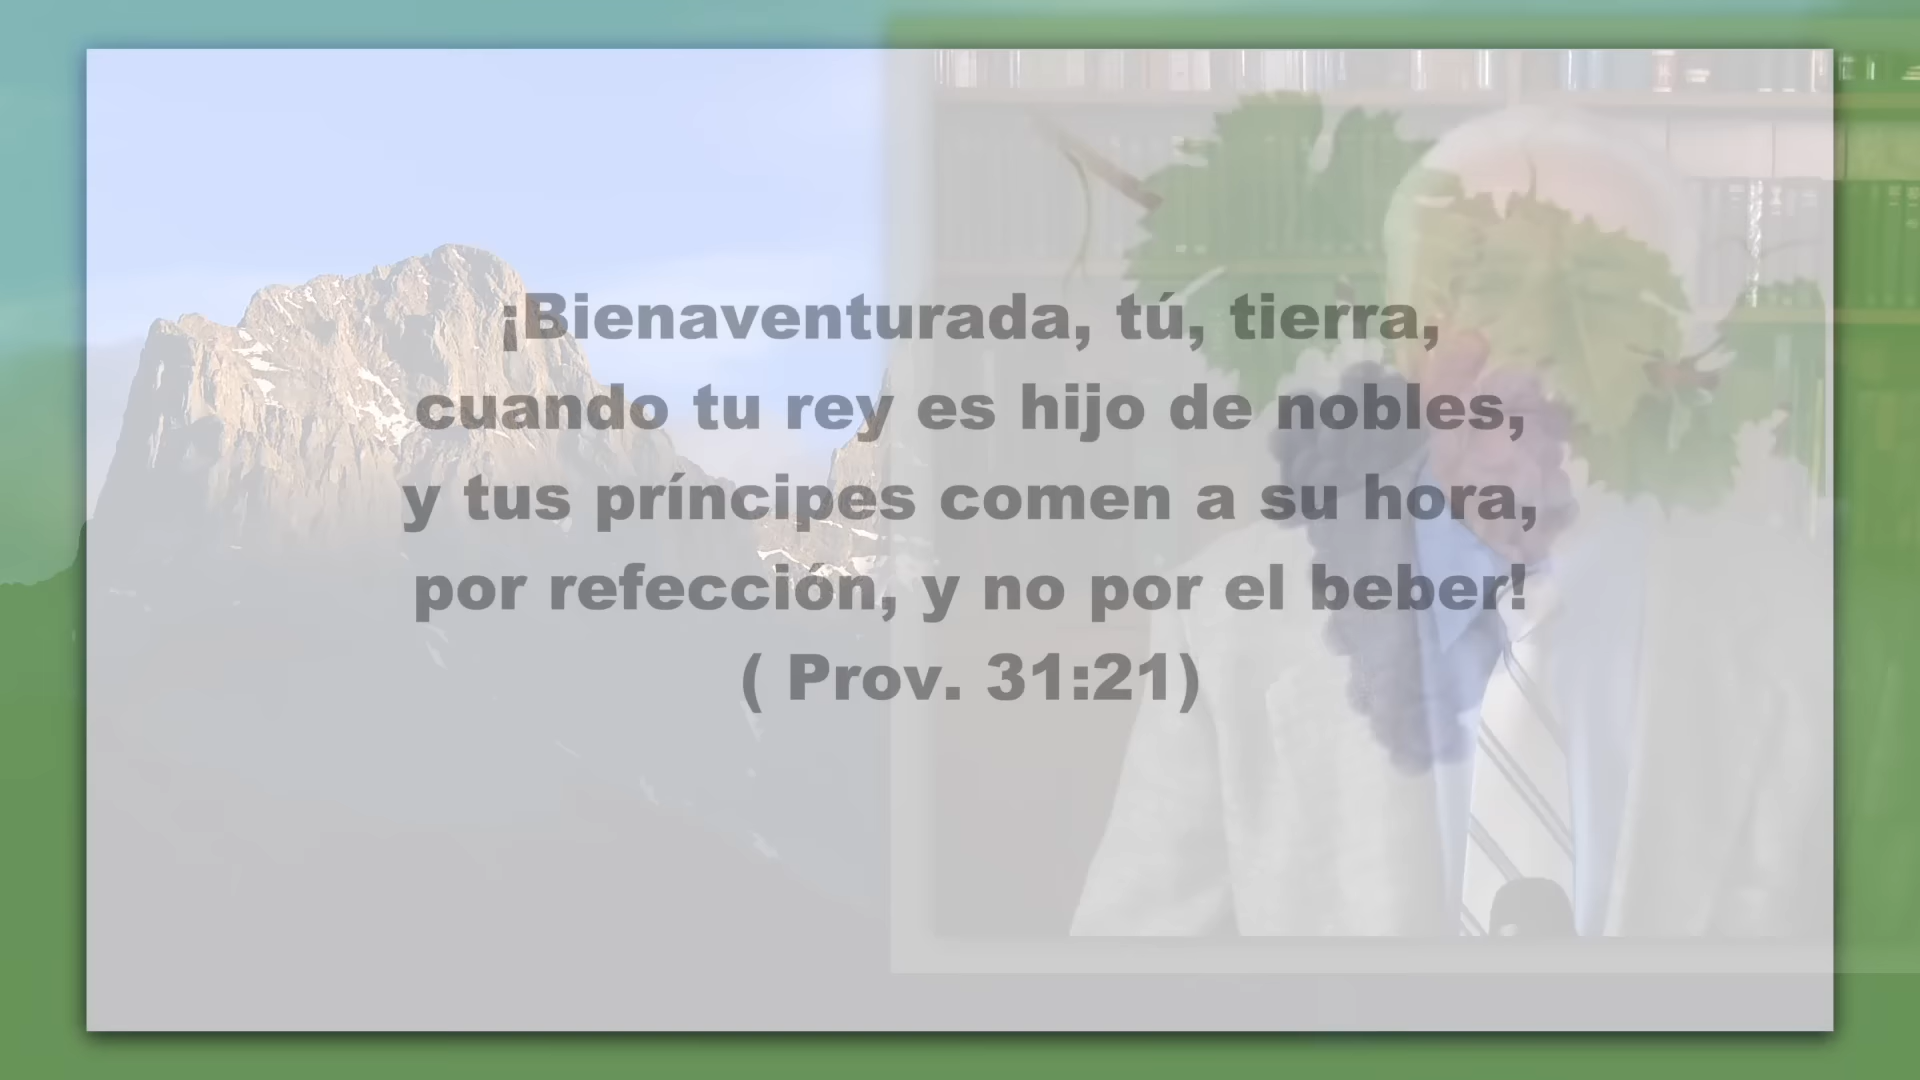 ¡Bienaventurada, tú, tierra,
cuando tu rey es hijo de nobles,
y tus príncipes comen a su hora,
por refección, y no por el beber!
( Prov. 31:21)